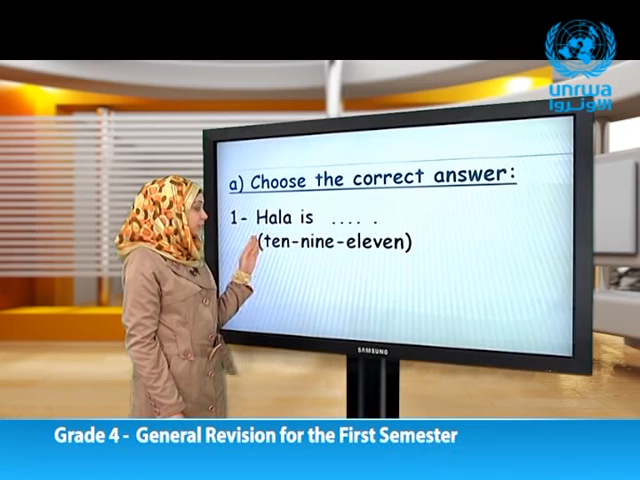 unrwa
الأونروا
a) Choose the correct answer:
1- Hala is .... .
(ten-nine-eleven)
SAMSUNG
Grade 4 - General Revision for the First Semester